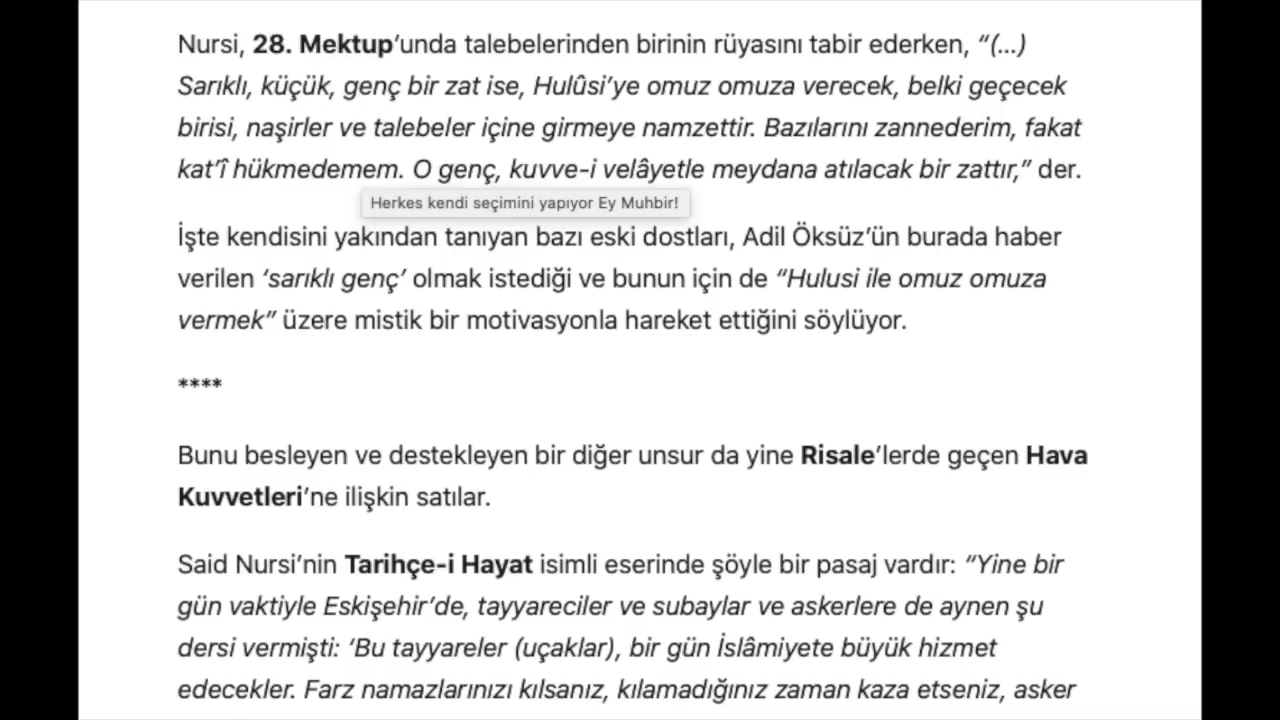 Nursi, 28. Mektup’unda talebelerinden birinin rüyasını tabir ederken, “(...)
Sarıklı, küçük, genç bir zat ise, Hulûsi’ye omuz omuza verecek, belki geçecek
birisi, naşirler ve talebeler içine girmeye namzettir. Bazılarını zannederim, fakat
kat’î hükmedemem. O genç, kuvve-i velâyetle meydana atılacak bir zattır,” der.
Herkes kendi seçimini yapıyor Ey Muhbir!
İşte kendisini yakından tanıyan bazı eski dostları, Adil Öksüz’ün burada haber
verilen ‘sarıklı genç’ olmak istediği ve bunun için de “Hulusi ile omuz omuza
vermek” üzere mistik bir motivasyonla hareket ettiğini söylüyor.
****
Bunu besleyen ve destekleyen bir diğer unsur da yine Risale’lerde geçen Hava
Kuvvetleri’ne ilişkin satılar.
Said Nursi’nin Tarihçe-i Hayat isimli eserinde şöyle bir pasaj vardır: “Yine bir
gün vaktiyle Eskişehir’de, tayyareciler ve subaylar ve askerlere de aynen şu
dersi vermişti: ‘Bu tayyareler (uçaklar), bir gün İslâmiyete büyük hizmet
edecekler. Farz namazlarınızı kılsanız, kılamadığınız zaman kaza etseniz, asker